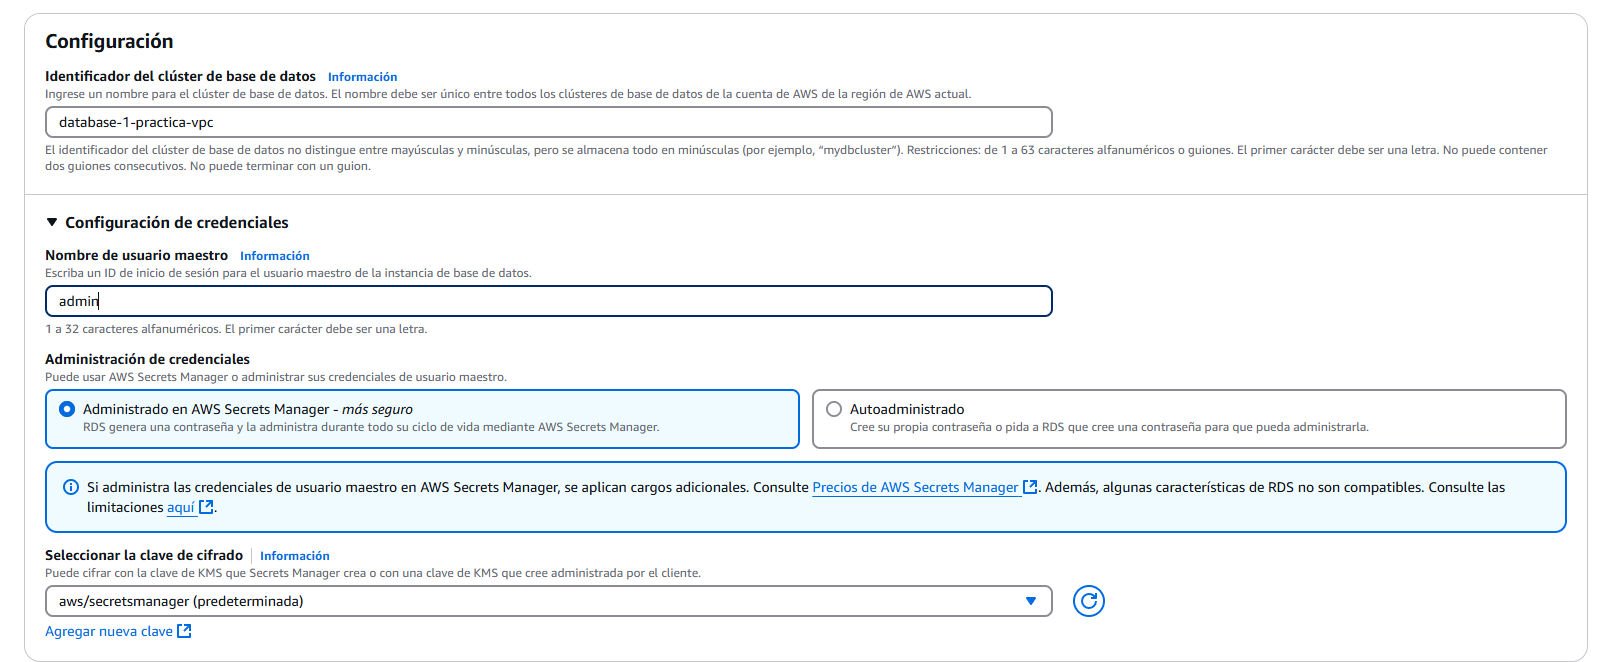 Configuración
Identificador del clúster de base de datos Información
Ingrese un nombre para el clúster de base de datos. El nombre debe ser único entre todos los clústeres de base de datos de la cuenta de AWS de la región de AWS actual.
database-1-practica-vpc
El identificador del clúster de base de datos no distingue entre mayúsculas y minúsculas, pero se almacena todo en minúsculas (por ejemplo, “mydbcluster”). Restricciones: de 1 a 63 caracteres alfanuméricos o guiones. El primer carácter debe ser una letra. No puede contener
dos guiones consecutivos. No puede terminar con un guion.
Configuración de credenciales
Nombre de usuario maestro Información
Escriba un ID de inicio de sesión para el usuario maestro de la instancia de base de datos.
admin
1 a 32 caracteres alfanuméricos. El primer carácter debe ser una letra.
Administración de credenciales
Puede usar AWS Secrets Manager o administrar sus credenciales de usuario maestro.
Administrado en AWS Secrets Manager - más seguro
RDS genera una contraseña y la administra durante todo su ciclo de vida mediante AWS Secrets Manager.
Autoadministrado
Cree su propia contraseña o pida a RDS que cree una contraseña para que pueda administrarla.
Si administra las credenciales de usuario maestro en AWS Secrets Manager, se aplican cargos adicionales. Consulte Precios de AWS Secrets Manager. Además, algunas características de RDS no son compatibles. Consulte las
limitaciones aquí.
Seleccionar la clave de cifrado Información
Puede cifrar con la clave de KMS que Secrets Manager crea o con una clave de KMS que cree administrada por el cliente.
aws/secretsmanager (predeterminada)
Agregar nueva clave